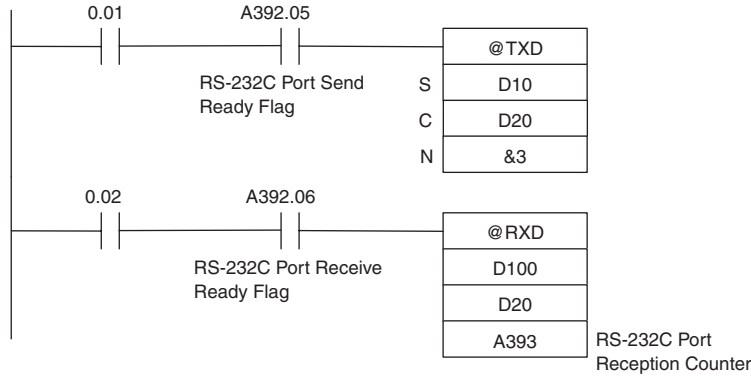 0.01 A392.05
@TXD
S D10
C D20
N &3
RS-232C Port Send
Ready Flag
0.02 A392.06
@RXD
D100
D20
A393
RS-232C Port Receive
Ready Flag
RS-232C Port
Reception Counter